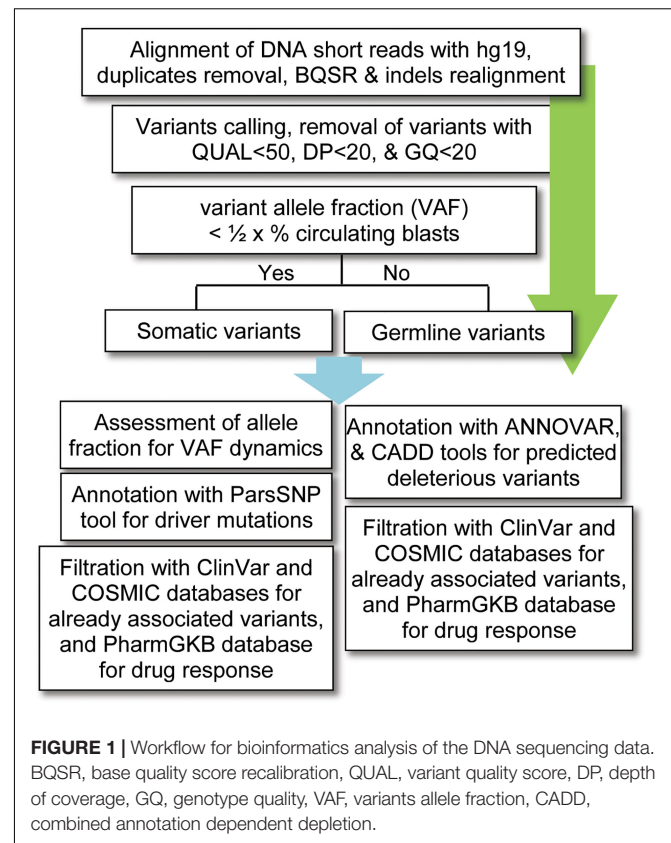 Alignment of DNA short reads with hg19,
duplicates removal, BQSR & indels realignment
Variants calling, removal of variants with
QUAL<50, DP<20, & GQ<20
variant allele fraction (VAF)
< ½ x % circulating blasts
Yes
No
Somatic variants
Germline variants
Assessment of allele
fraction for VAF dynamics
Annotation with ParsSNP
tool for driver mutations
Filtration with ClinVar and
COSMIC databases for
already associated variants,
and PharmGKB database
for drug response
Annotation with ANNOVAR,
& CADD tools for predicted
deleterious variants
Filtration with ClinVar and
COSMIC databases for
already associated variants,
and PharmGKB database
for drug response
FIGURE 1 | Workflow for bioinformatics analysis of the DNA sequencing data.
BQSR, base quality score recalibration, QUAL, variant quality score, DP, depth
of coverage, GQ, genotype quality, VAF, variants allele fraction, CADD,
combined annotation dependent depletion.